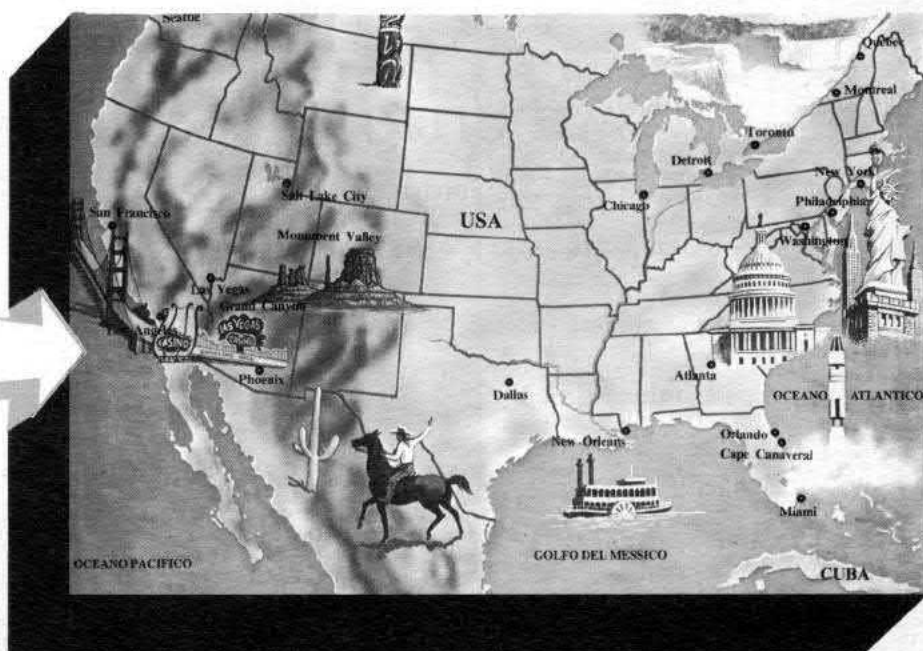 Seattle
Quebec
Montreal
Toronto
Detroit
New York
Chicago
Philadelphia
Salt Lake City
San Francisco
USA
Washington
Monument Valley
Las Vegas
Grand Canyon
Los Angeles
LAS VEGAS
CASINO
Phoenix
Atlanta
Dallas
OCEANO ATLANTICO
New Orleans
Orlando
Cape Canaveral
Miami
GOLFO DEL MESSICO
OCEANO PACIFICO
CUBA